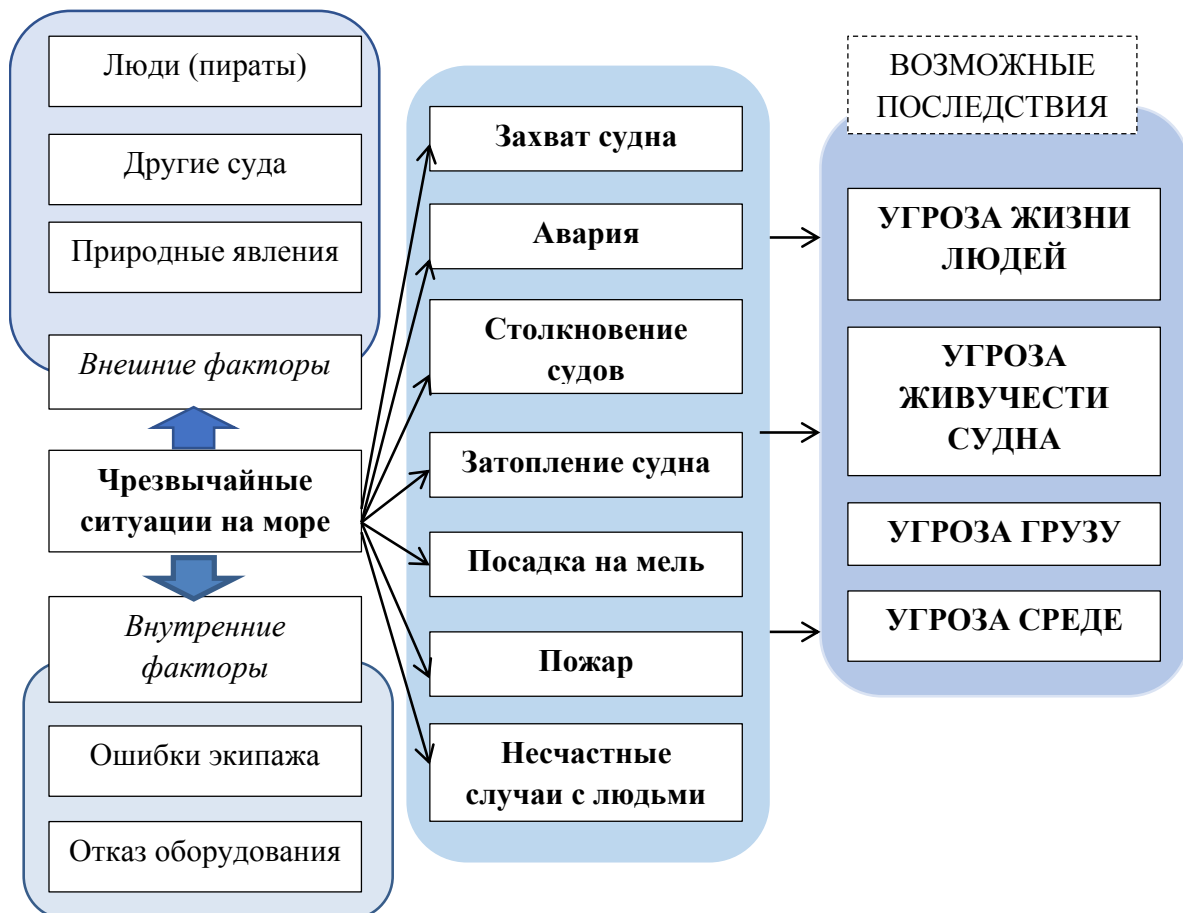 Люди (пираты)
Другие суда
Природные явления
Внешние факторы
Чрезвычайные
ситуации на море
Внутренние
факторы
Ошибки экипажа
Отказ оборудования
Захват судна
Авария
Столкновение
судов
Затопление судна
Посадка на мель
Пожар
Несчастные
случаи с людьми
ВОЗМОЖНЫЕ
ПОСЛЕДСТВИЯ
УГРОЗА ЖИЗНИ
ЛЮДЕЙ
УГРОЗА
ЖИВУЧЕСТИ
СУДНА
УГРОЗА ГРУЗУ
УГРОЗА СРЕДЕ